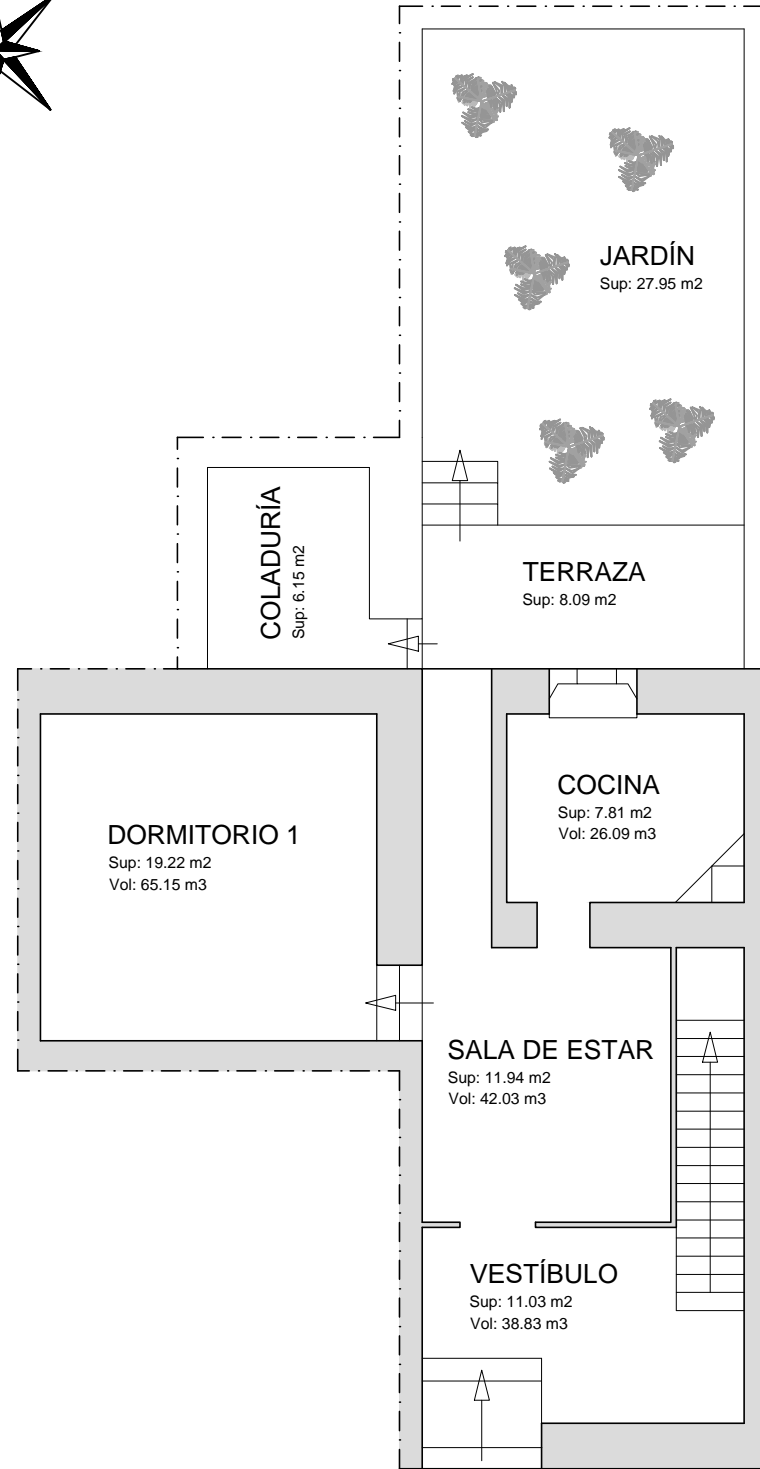 JARDÍN
Sup: 27.95 m2
COLADURÍA
Sup: 6.15 m2
TERRAZA
Sup: 8.09 m2
COCINA
Sup: 7.81 m2
Vol: 26.09 m3
DORMITORIO 1
Sup: 19.22 m2
Vol: 65.15 m3
SALA DE ESTAR
Sup: 11.94 m2
Vol: 42.03 m3
VESTÍBULO
Sup: 11.03 m2
Vol: 38.83 m3